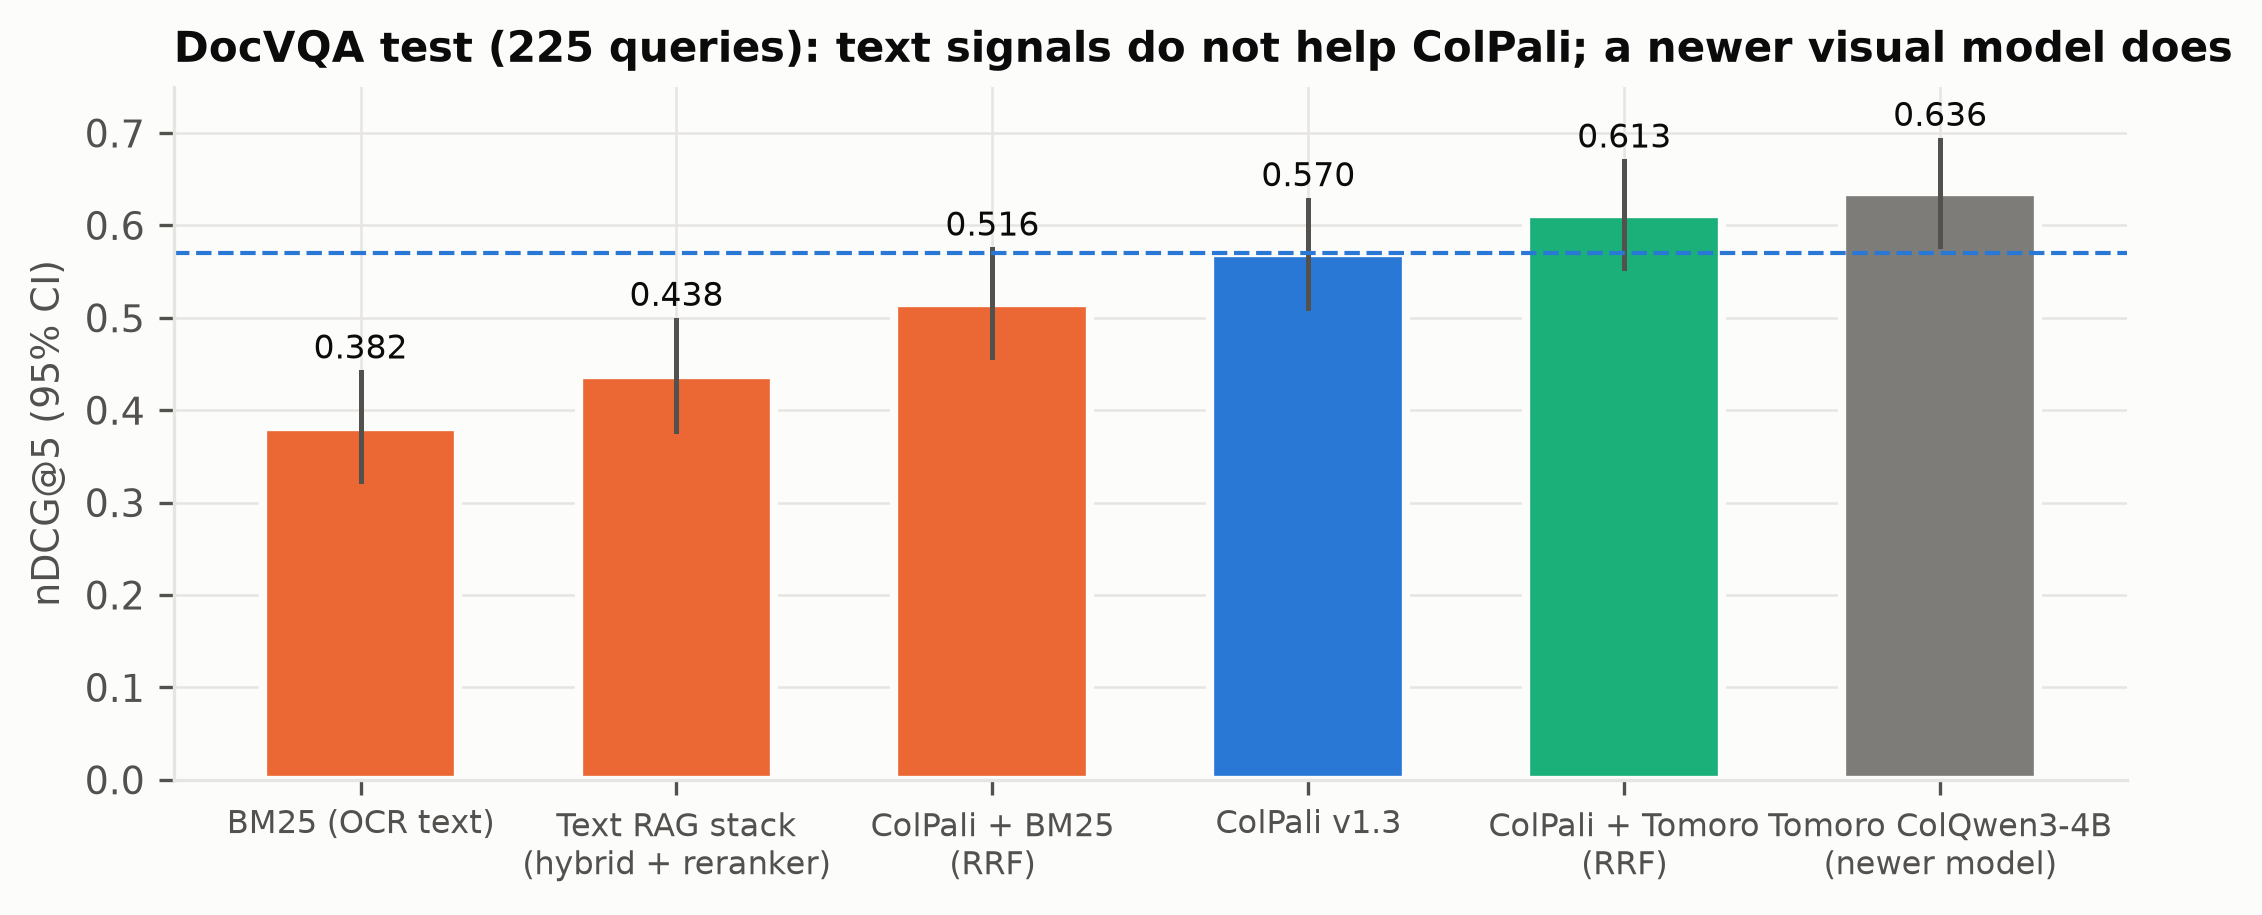 DocVQA test (225 queries): text signals do not help ColPali; a newer visual model does
nDCG@5 (95% CI)
0.7
0.6
0.5
0.4
0.3
0.2
0.1
0.0
0.382
0.438
0.516
0.570
0.613
0.636
BM25 (OCR text)
Text RAG stack
(hybrid + reranker)
ColPali + BM25
(RRF)
ColPali v1.3
ColPali + Tomoro
(RRF)
Tomoro ColQwen3-4B
(newer model)